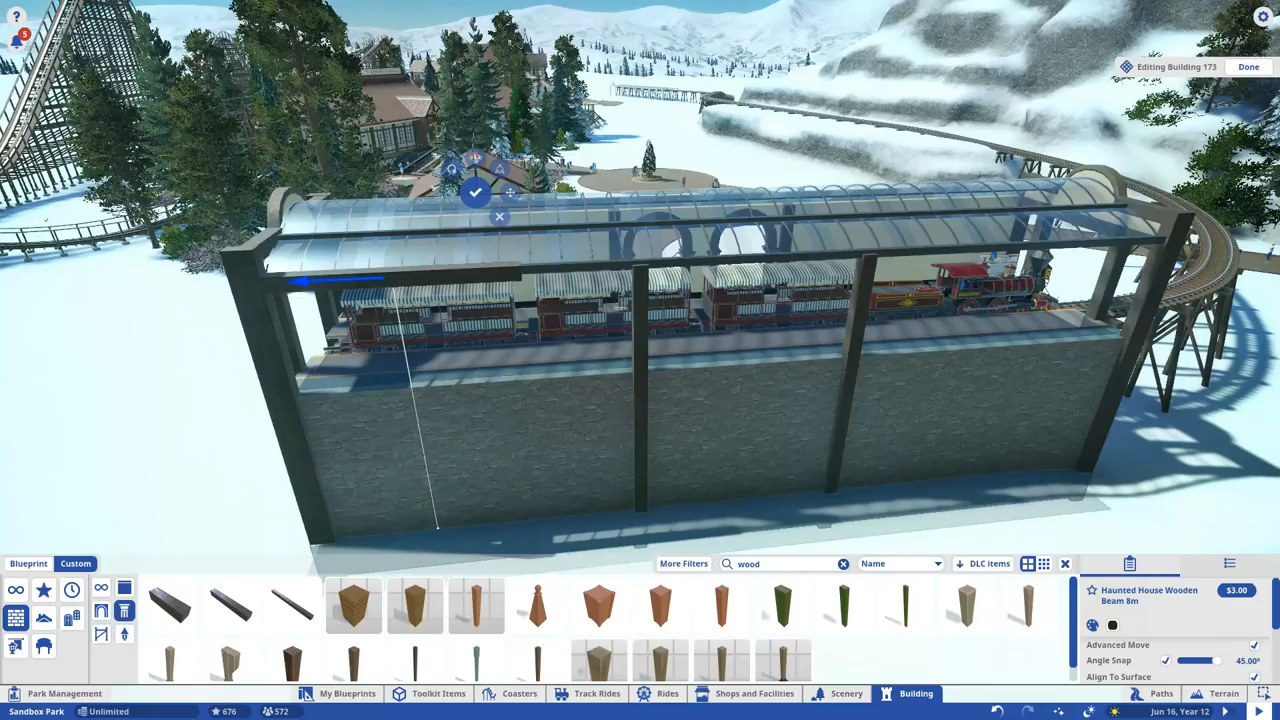 ?
5
Editing Building 173
Done
Blueprint
Custom
More Filters
wood
Name
DLC items
Haunted House Wooden
Beam 8m
$3.00
Advanced Move
Angle Snap
45.00°
Align To Surface
Park Management
My Blueprints
Toolkit Items
Coasters
Track Rides
Rides
Shops and Facilities
Scenery
Building
Paths
Terrain
Sandbox Park
Unlimited
676
572
Jun 16, Year 12